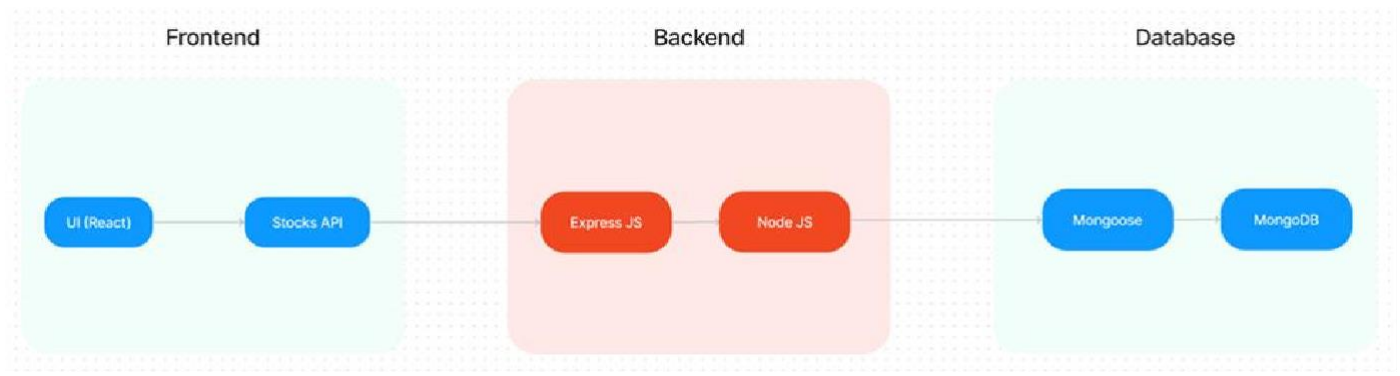 Frontend
Backend
Database
UI (React)
Stocks API
Express JS
Node JS
Mongoose
MongoDB